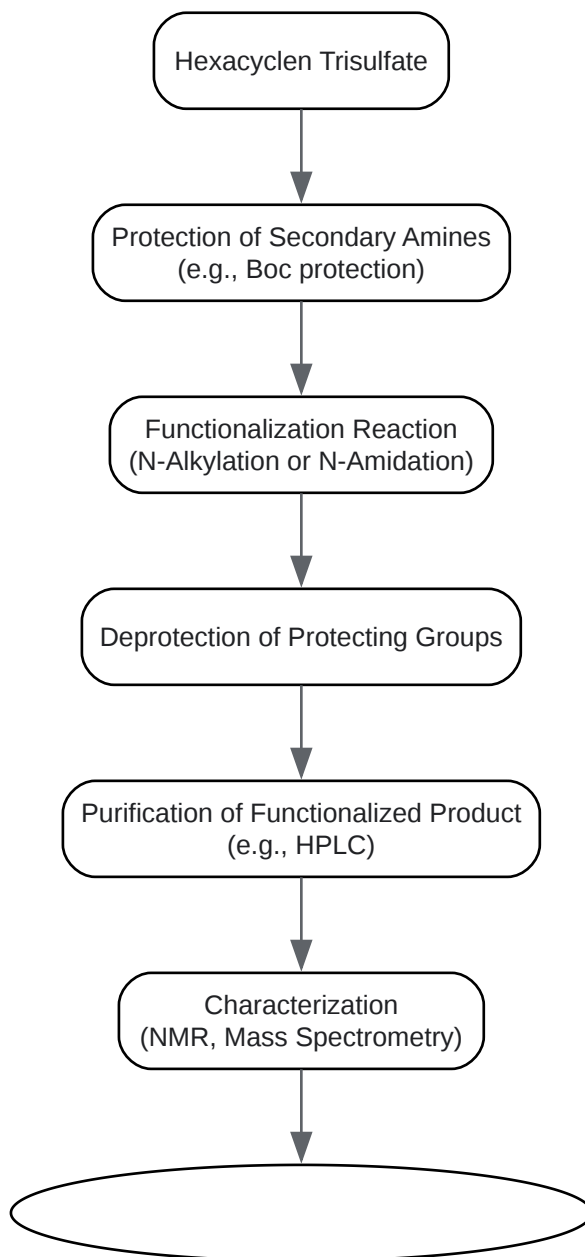 Hexacyclen Trisulfate
Protection of Secondary Amines
(e.g., Boc protection)
Functionalization Reaction
(N-Alkylation or N-Amidation)
Deprotection of Protecting Groups
Purification of Functionalized Product
(e.g., HPLC)
Characterization
(NMR, Mass Spectrometry)